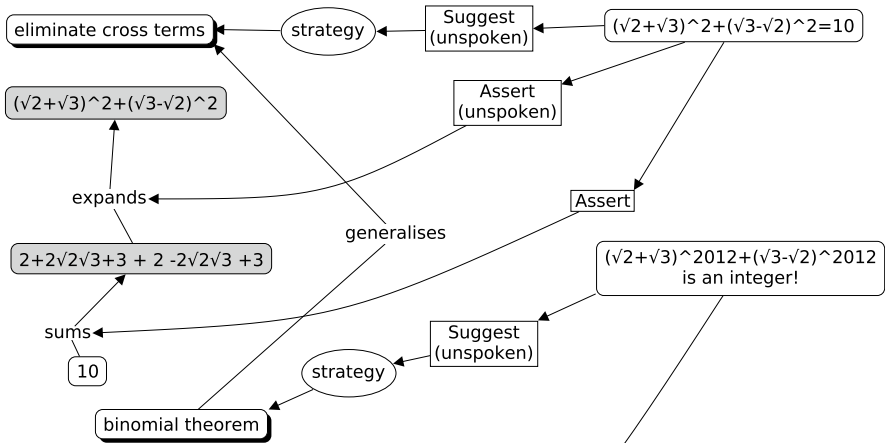 eliminate cross terms
strategy
Suggest
(unspoken)
(√2+√3)^2+(√3-√2)^2=10
Assert
(unspoken)
(√2+√3)^2+(√3-√2)^2
expands
Assert
generalises
2+2√2√3+3 + 2 -2√2√3 +3
(√2+√3)^2012+(√3-√2)^2012
is an integer!
sums
Suggest
(unspoken)
strategy
10
binomial theorem